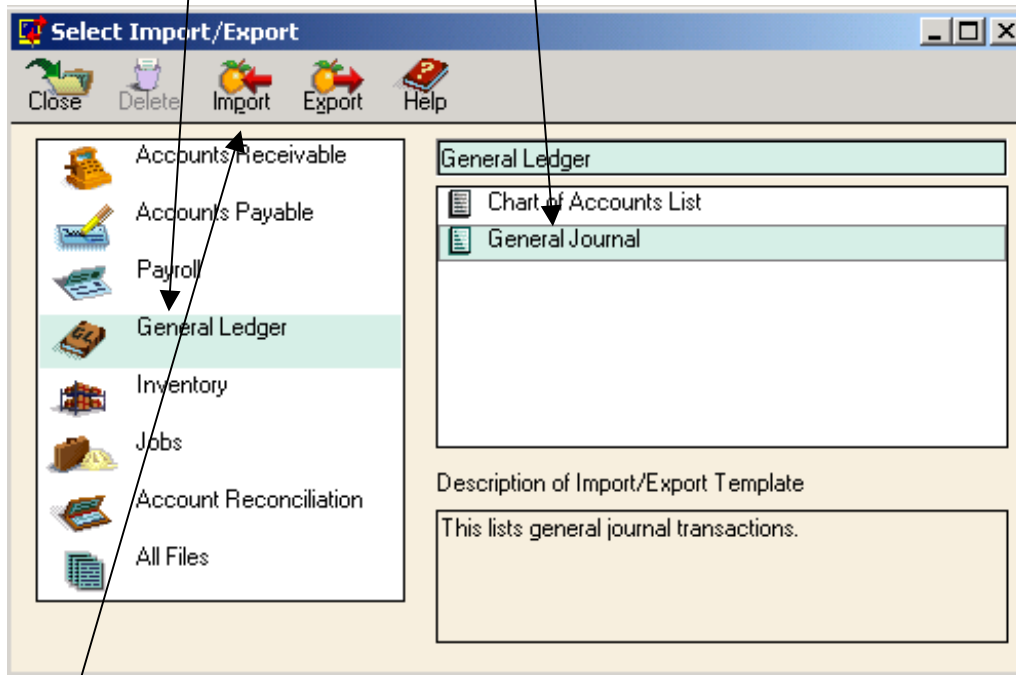 Select Import/Export
Close Delete Import Export Help
Accounts Receivable
Accounts Payable
Payroll
General Ledger
Inventory
Jobs
Account Reconciliation
All Files
General Ledger
Chart of Accounts List
General Journal
Description of Import/Export Template
This lists general journal transactions.